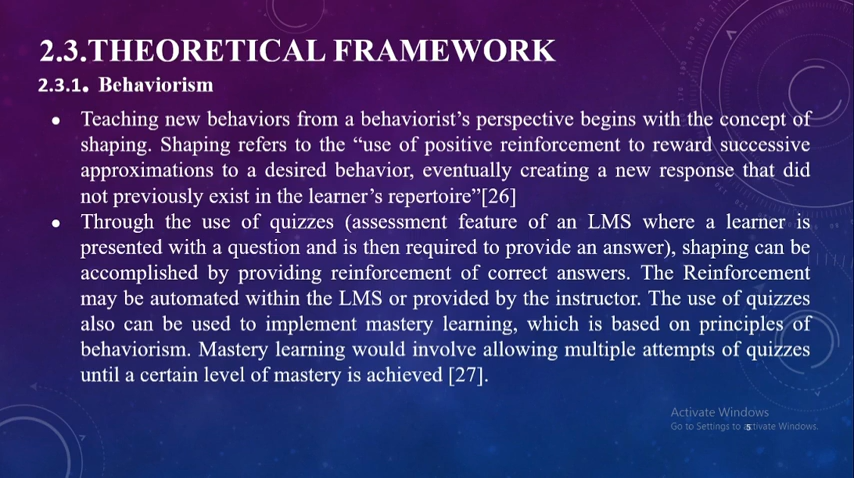 2.3.THEORETICAL FRAMEWORK
2.3.1. Behaviorism
• Teaching new behaviors from a behaviorist’s perspective begins with the concept of
shaping. Shaping refers to the “use of positive reinforcement to reward successive
approximations to a desired behavior, eventually creating a new response that did
not previously exist in the learner’s repertoire”[26]
• Through the use of quizzes (assessment feature of an LMS where a learner is
presented with a question and is then required to provide an answer), shaping can be
accomplished by providing reinforcement of correct answers. The Reinforcement
may be automated within the LMS or provided by the instructor. The use of quizzes
also can be used to implement mastery learning, which is based on principles of
behaviorism. Mastery learning would involve allowing multiple attempts of quizzes
until a certain level of mastery is achieved [27].
Activate Windows
Go to Settings to activate Windows.
5